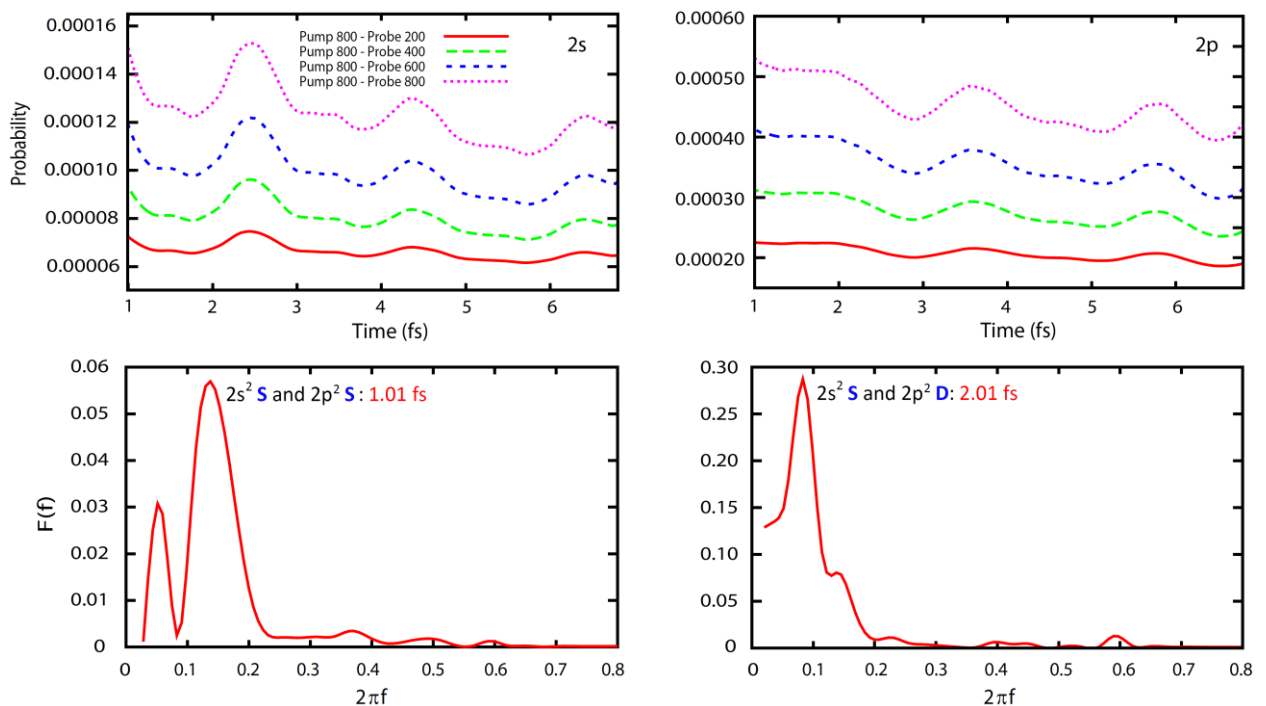 0.00016
0.00014
0.00012
0.00010
0.00008
0.00006
Probability
Pump 800 - Probe 200
Pump 800 - Probe 400
Pump 800 - Probe 600
Pump 800 - Probe 800
2s
1 2 3 4 5 6
Time (fs)
0.00060
0.00050
0.00040
0.00030
0.00020
2p
1 2 3 4 5 6
Time (fs)
0.06
0.05
0.04
0.03
0.02
0.01
0
F(f)
2s² S and 2p² S: 1.01 fs
0 0.1 0.2 0.3 0.4 0.5 0.6 0.7 0.8
2πf
0.30
0.25
0.20
0.15
0.10
0.05
0
2s² S and 2p² D: 2.01 fs
0 0.1 0.2 0.3 0.4 0.5 0.6 0.7 0.8
2πf